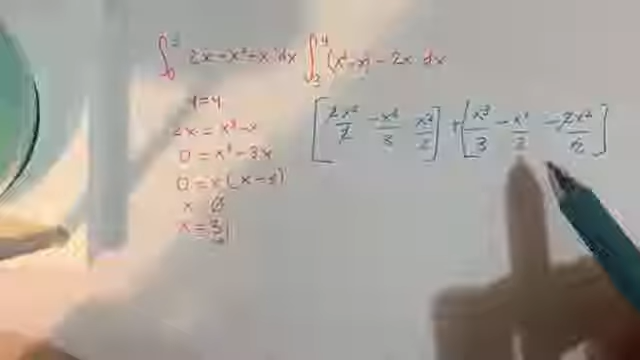 ∫₀³ 2x - x² + x dx ∫₃⁴ (x² - x) - 2x dx
y = y
2x = x² - x
0 = x² - 3x
0 = x(x - 3)
x 0
x = 3
[2x²/2 - x³/3 x²/2] + [x³/3 - x²/2 - 2x²/2]